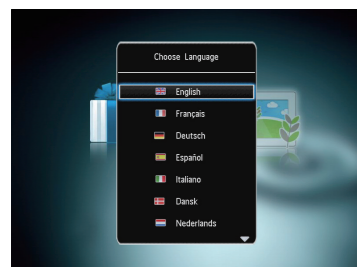 Choose Language
English
Français
Deutsch
Español
Italiano
Dansk
Nederlands